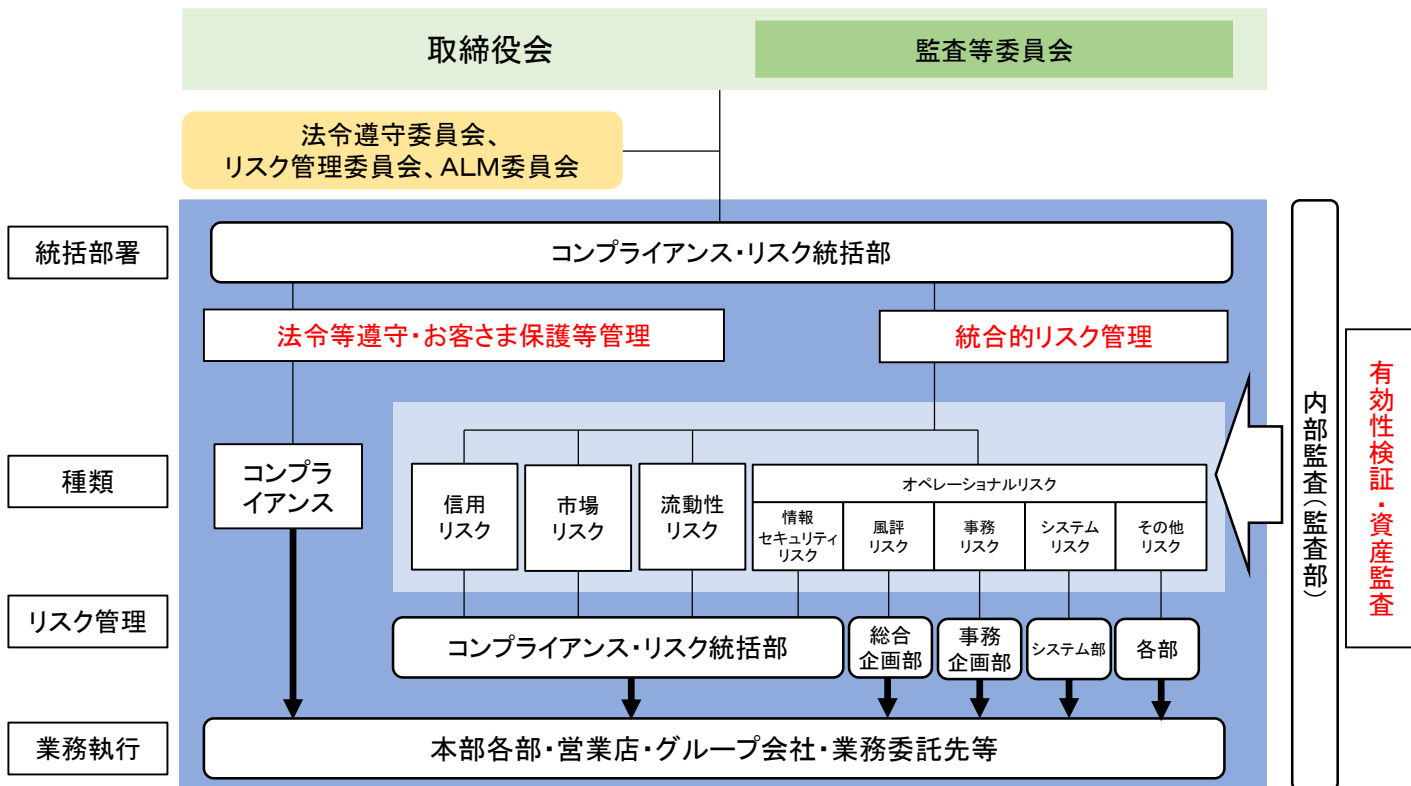 取締役会
監査等委員会
法令遵守委員会、
リスク管理委員会、ALM委員会
統括部署
コンプライアンス・リスク統括部
法令等遵守・お客さま保護等管理
統合的リスク管理
種類
コンプラ
イアンス
信用
リスク
市場
リスク
流動性
リスク
オペレーショナルリスク
情報
セキュリティ
リスク
風評
リスク
事務
リスク
システム
リスク
その他
リスク
リスク管理
コンプライアンス・リスク統括部
総合
企画部
事務
企画部
システム部
各部
業務執行
本部各部・営業店・グループ会社・業務委託先等
内部監査(監査部)
有効性検証・資産監査